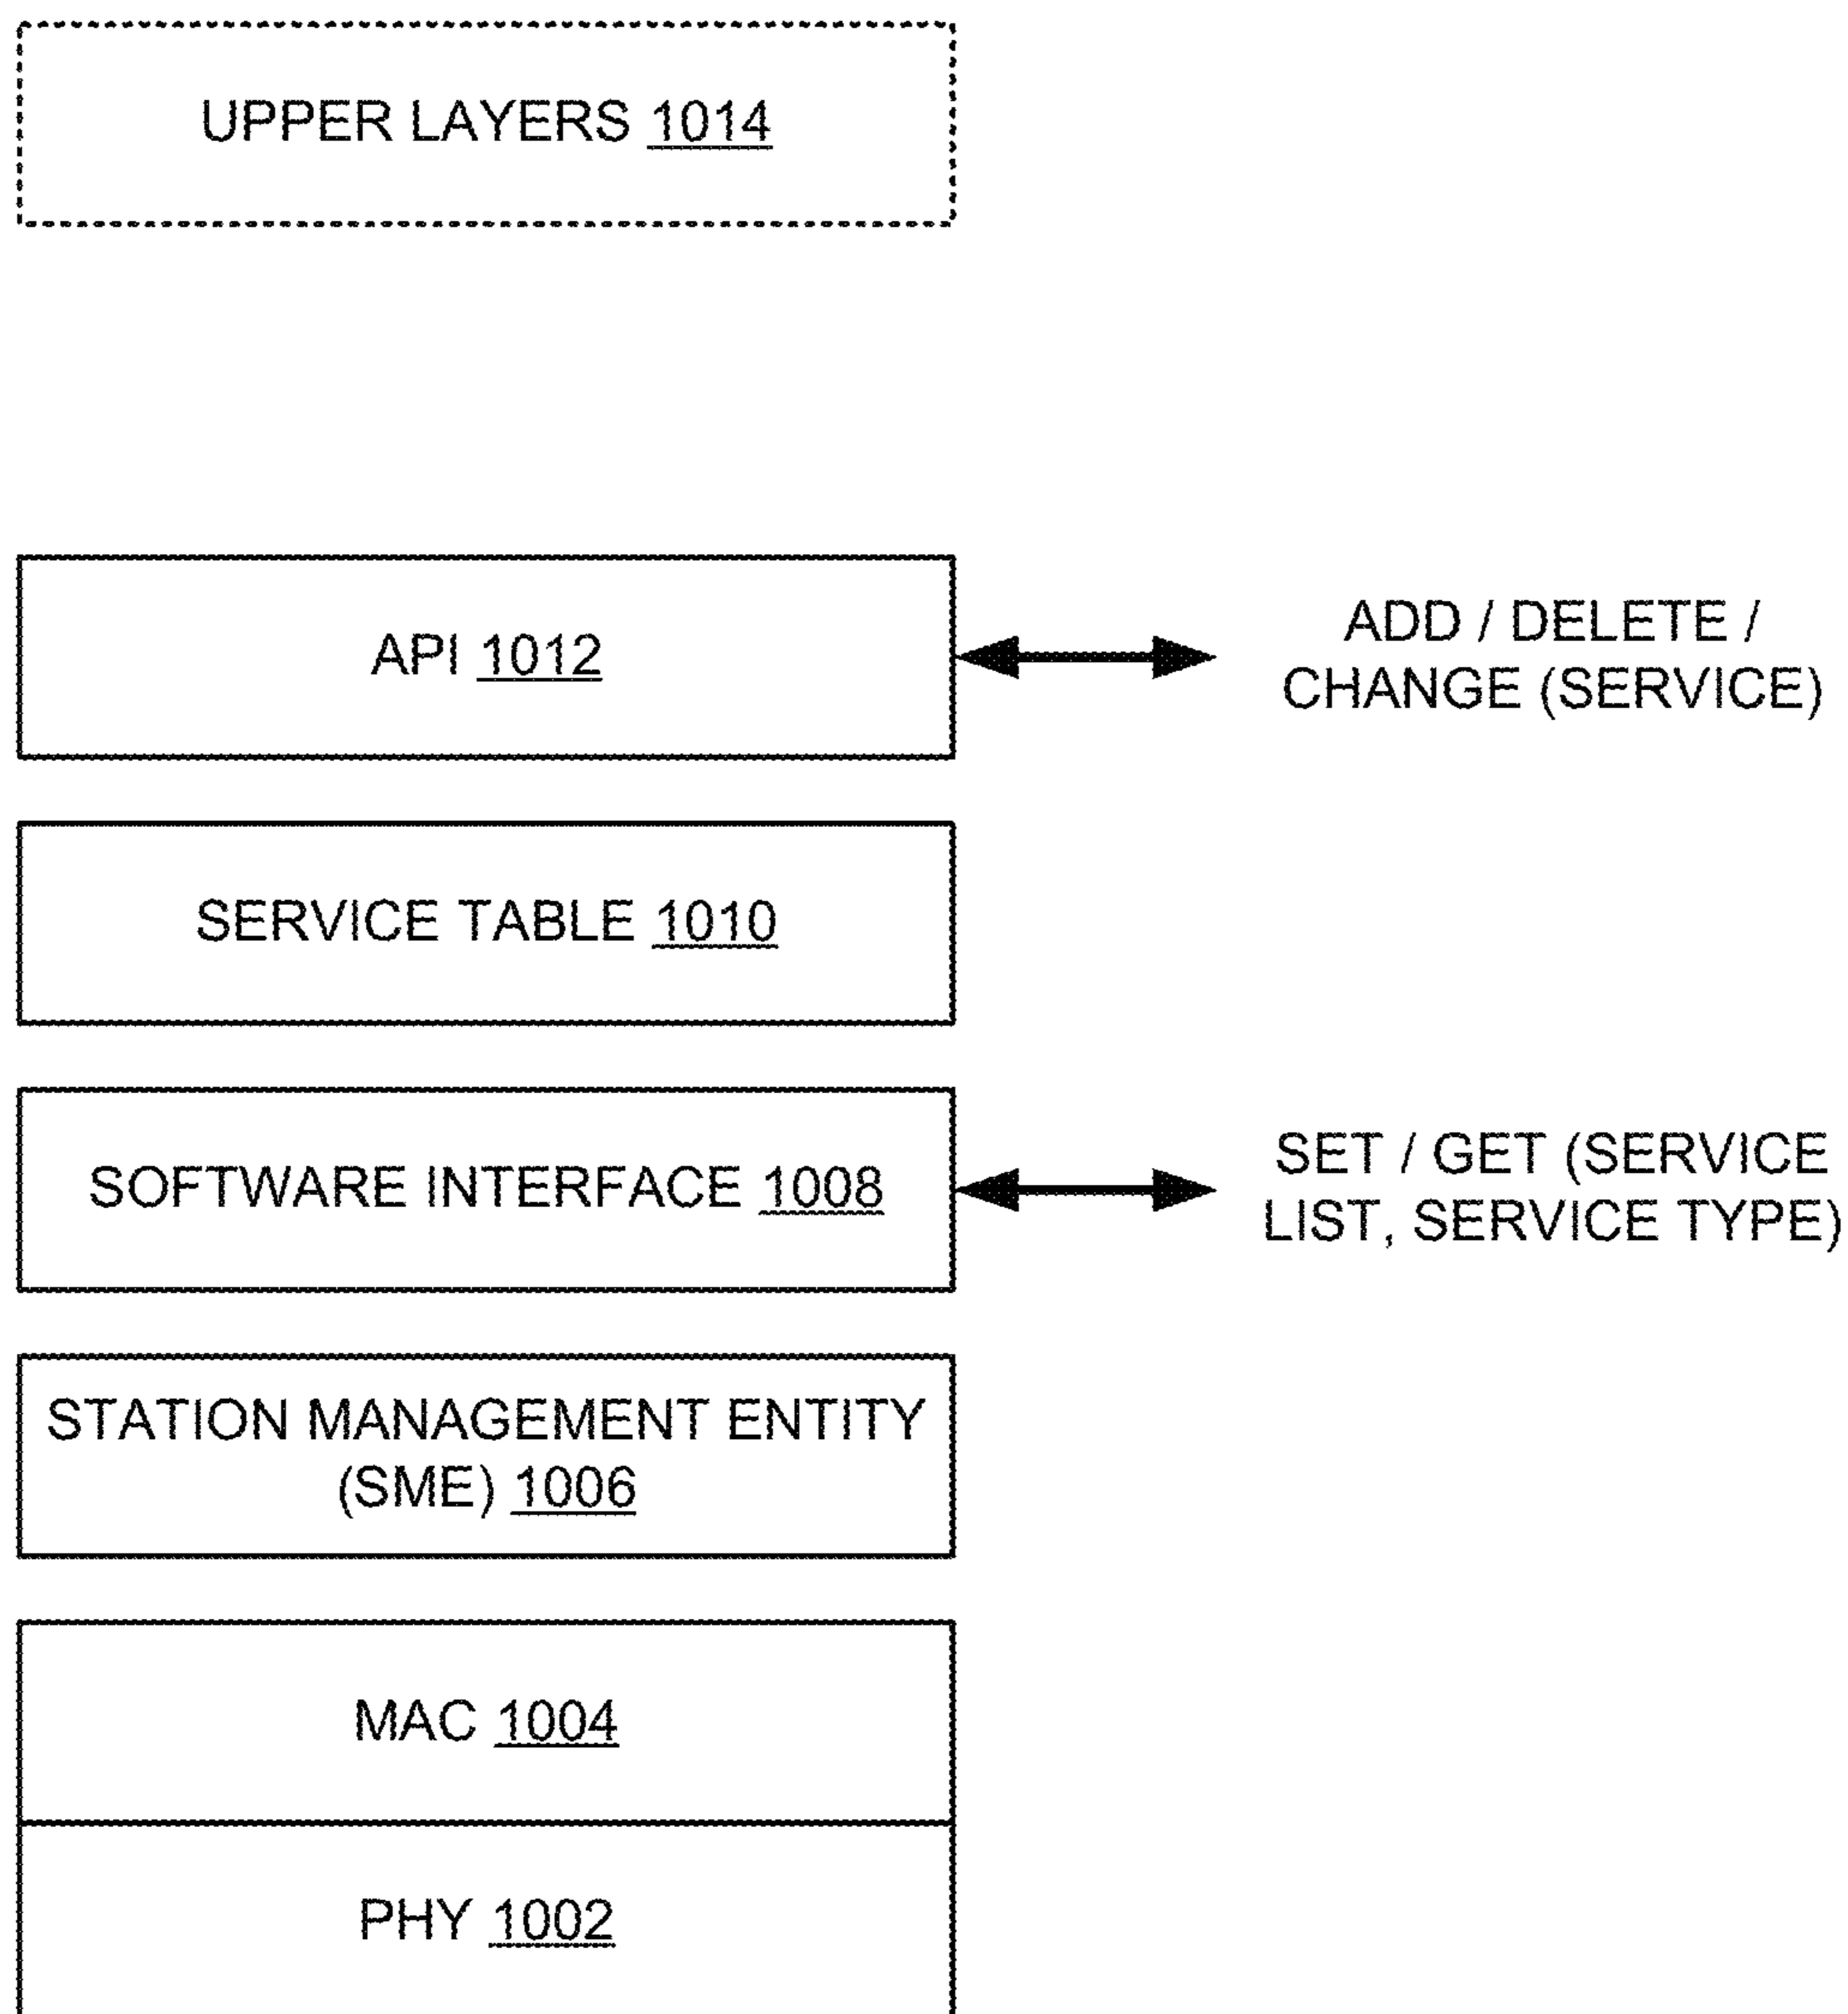 UPPER LAYERS 1014
API 1012
ADD / DELETE /
CHANGE (SERVICE)
SERVICE TABLE 1010
SOFTWARE INTERFACE 1008
SET / GET (SERVICE
LIST, SERVICE TYPE)
STATION MANAGEMENT ENTITY
(SME) 1006
MAC 1004
PHY 1002